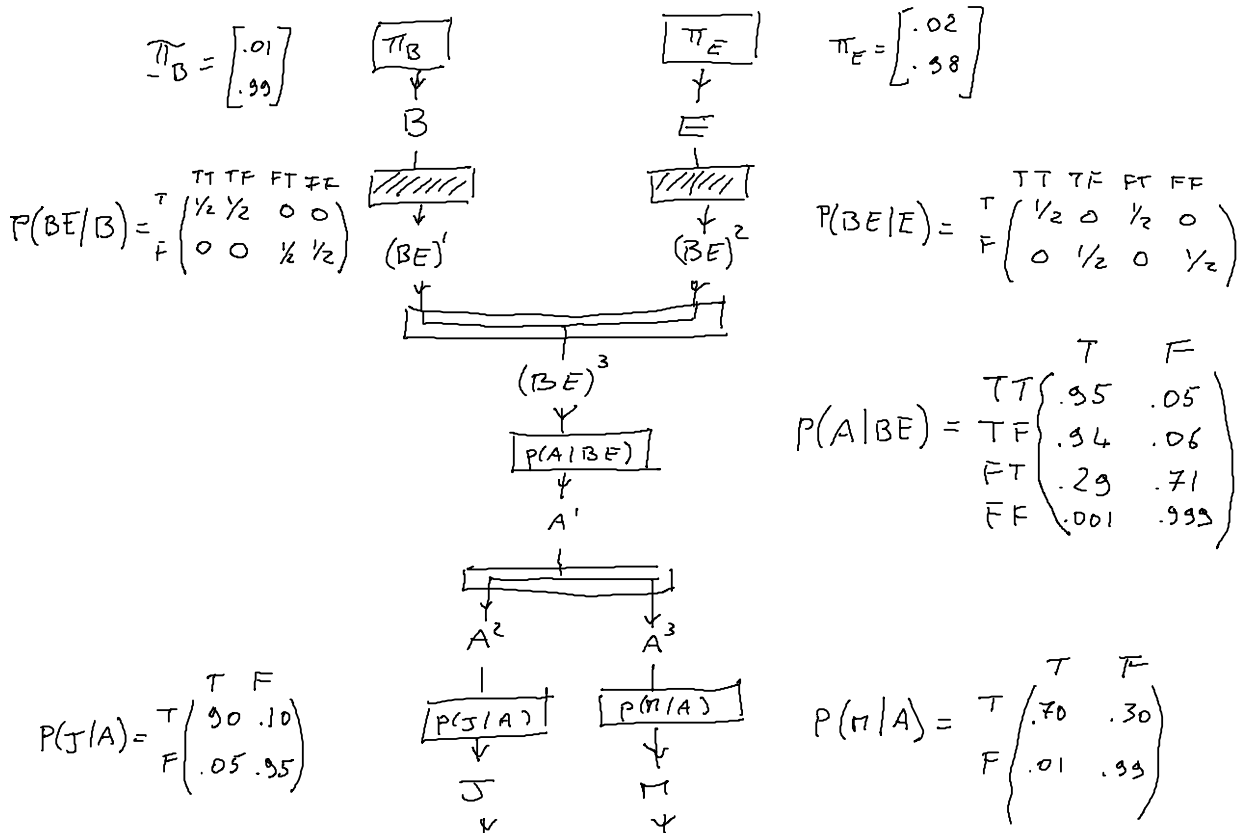 π_B = [.01
.99]
π_B
π_E
π_E = [.02
.98]
B
E
TT TF FT FF
P(BE/B) = T (1/2 1/2 0 0
F 0 0 1/2 1/2)
(BE)¹
(BE)²
TT TF FT FF
P(BE|E) = T (1/2 0 1/2 0
F 0 1/2 0 1/2)
(BE)³
P(A|BE)
T F
P(A|BE) = TT (.95 .05
TF .94 .06
FT .29 .71
FF .001 .999)
A¹
A²
A³
T F
P(J/A) = T (90 .10
F .05 .95)
P(J/A)
P(M/A)
T F
P(M|A) = T (.70 .30
F .01 .99)
J
M